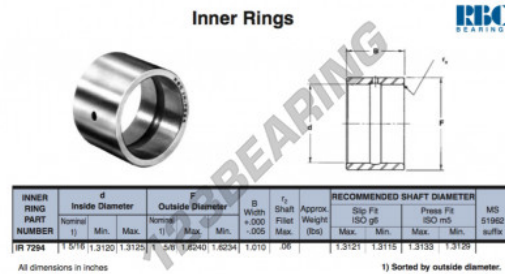 Inner Rings
RBC
BEARINGS
123BEARING
B
rs
d
F
INNER RING PART NUMBER
d Inside Diameter
F Outside Diameter
B Width +.000 -.005
Shaft Fillet Max.
Approx. Weight (lbs)
RECOMMENDED SHAFT DIAMETER
Slip Fit ISO g6
Press Fit ISO m5
MS 51962 suffix
Nominal 1) Min. Max. Nominal 1) Max. Min. Max. Min. Max. Min.
IR 7294 1 5/16 1.3120 1.3125 1 5/8 1.6240 1.6234 1.010 .06 1.3121 1.3115 1.3133 1.3129
All dimensions in inches
1) Sorted by outside diameter.